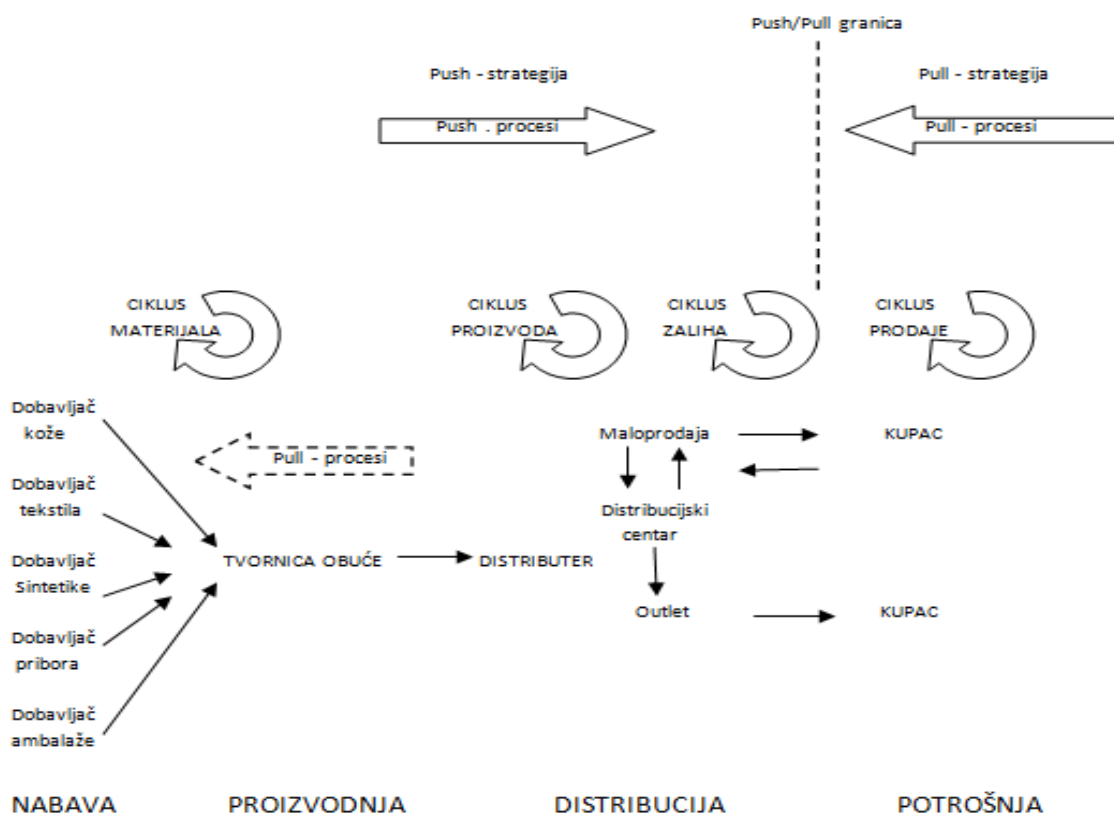 Push/Pull granica
Push - strategija
Pull - strategija
Push . procesi
Pull - procesi
CIKLUS
MATERIJALA
CIKLUS
PROIZVODA
CIKLUS
ZALIHA
CIKLUS
PRODAJE
Dobavljač
kože
Dobavljač
tekstila
Dobavljač
Sintetike
Dobavljač
pribora
Dobavljač
ambalaže
Pull - procesi
TVORNICA OBUĆE
DISTRIBUTER
Maloprodaja
Distribucijski
centar
Outlet
KUPAC
KUPAC
NABAVA
PROIZVODNJA
DISTRIBUCIJA
POTROŠNJA